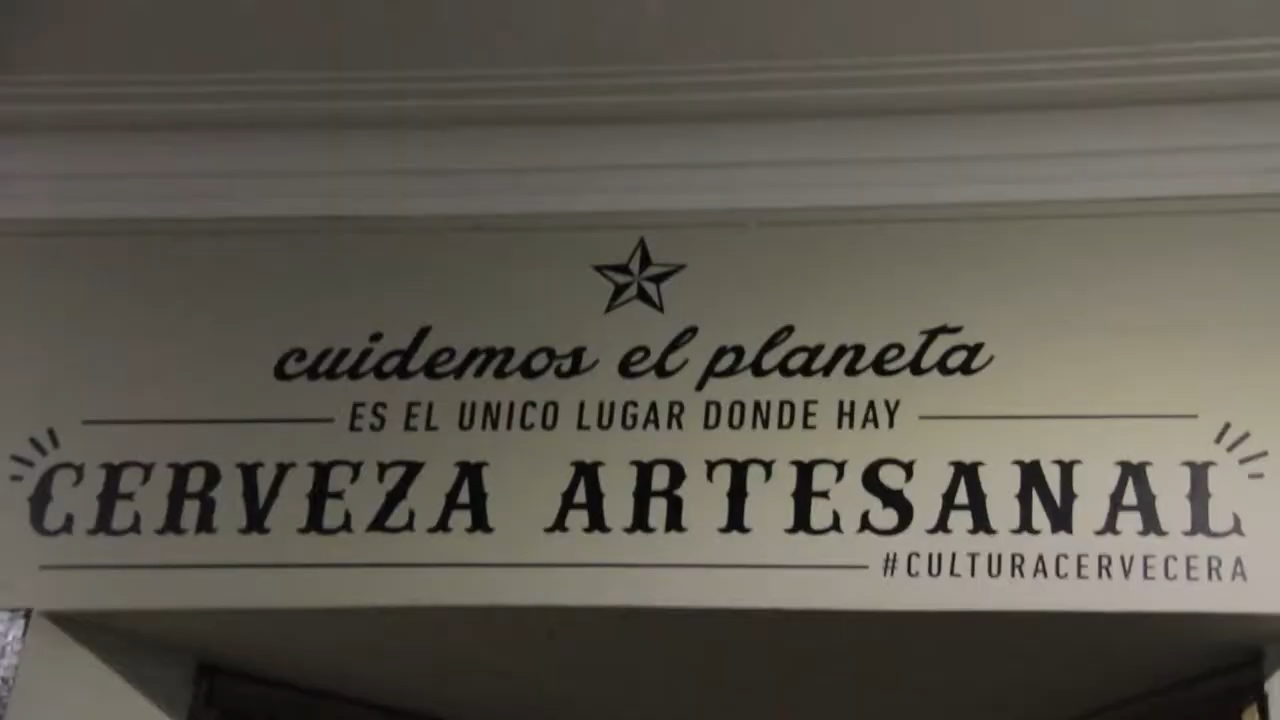 cuidemos el planeta
ES EL UNICO LUGAR DONDE HAY
CERVEZA ARTESANAL
#CULTURACERVECERA